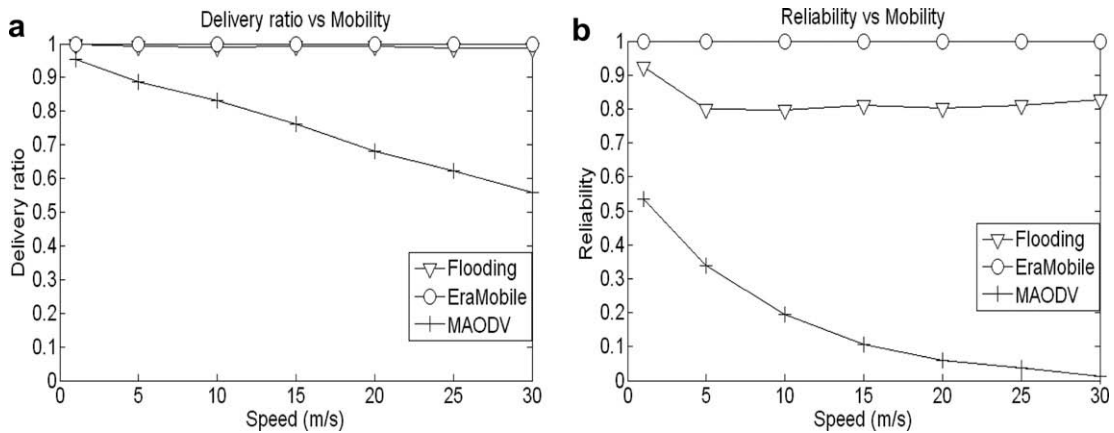 a
Delivery ratio vs Mobility
1
0.9
0.8
0.7
0.6
0.5
0.4
0.3
0.2
0.1
0
Delivery ratio
0 5 10 15 20 25 30
Speed (m/s)
Flooding
EraMobile
MAODV
b
Reliability vs Mobility
1
0.9
0.8
0.7
0.6
0.5
0.4
0.3
0.2
0.1
0
Reliability
0 5 10 15 20 25 30
Speed (m/s)
Flooding
EraMobile
MAODV